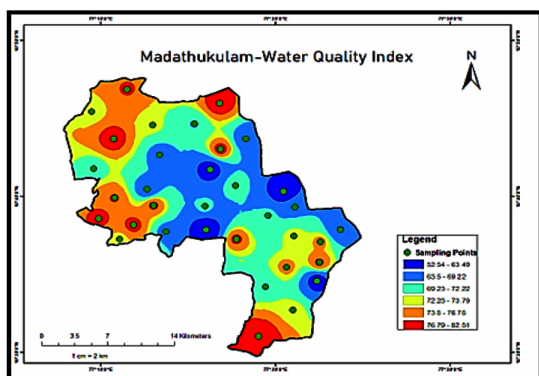 Madathukulam-Water Quality Index
N
Legend
Sampling Points
52.54 - 63.49
63.5 - 69.22
69.23 - 72.22
72.23 - 73.79
73.8 - 76.78
76.79 - 82.51
0 3.5 7 14 Kilometers
1 cm = 2 km